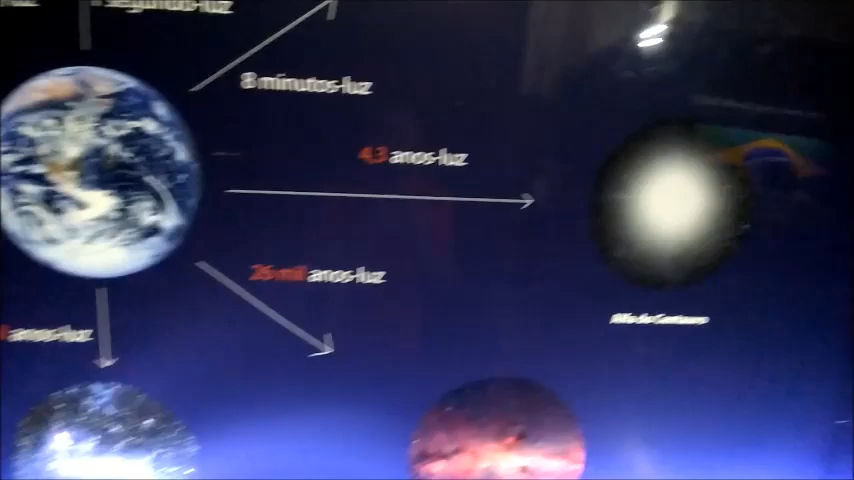 segundos-luz
8 minutos-luz
4,3 anos-luz
26 mil anos-luz
anos-luz
Alfa do Centauro